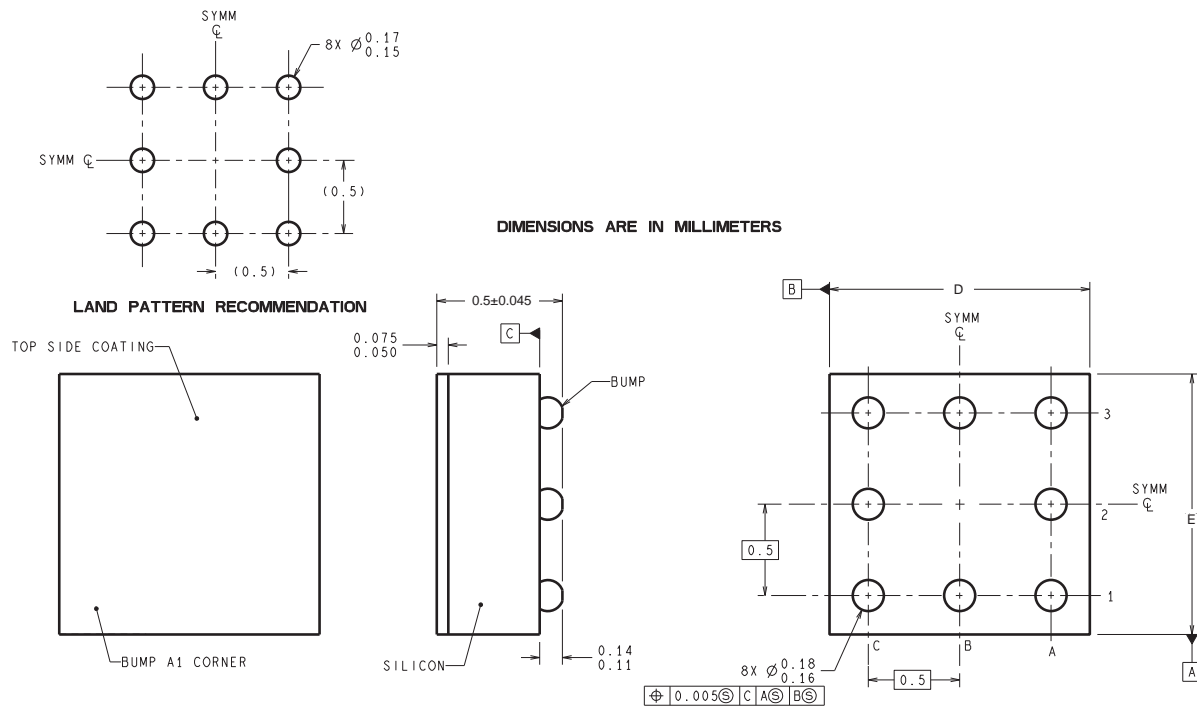 SYMM
℄
8X Ø 0.17
0.15
SYMM ℄
(0.5)
(0.5)
DIMENSIONS ARE IN MILLIMETERS
LAND PATTERN RECOMMENDATION
TOP SIDE COATING
BUMP A1 CORNER
0.5±0.045
0.075
0.050
C
BUMP
SILICON
0.14
0.11
B
D
SYMM
℄
3
SYMM
℄
2
E
0.5
1
C
B
A
A
8X Ø 0.18
0.16
0.5
⌖ 0.005Ⓢ C AⓈ BⓈ